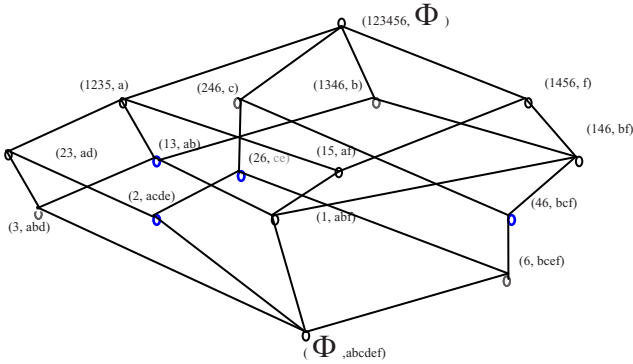 (123456, Φ )
(1235, a)
(246, c)
(1346, b)
(1456, f)
(146, bf)
(23, ad)
(13, ab)
(26, ce)
(15, af)
(2, acde)
(46, bcf)
(3, abd)
(1, abf)
(6, bcef)
( Φ ,abcdef)